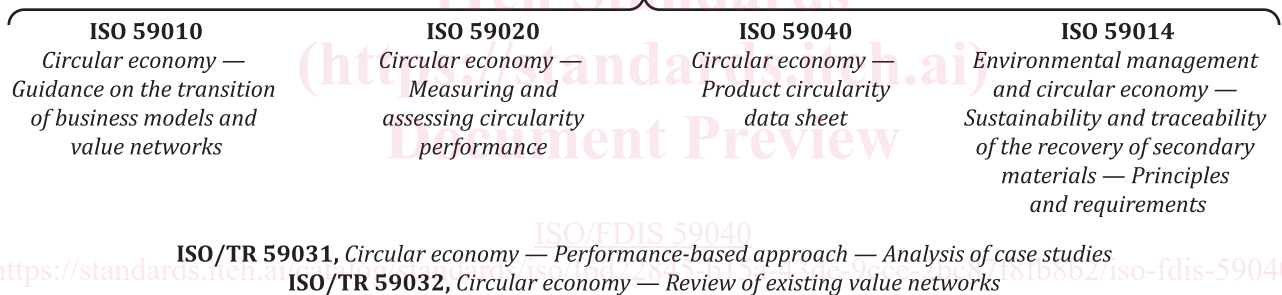 ISO 59010
Circular economy —
Guidance on the transition
of business models and
value networks
ISO 59020
Circular economy —
Measuring and
assessing circularity
performance
ISO 59040
Circular economy —
Product circularity
data sheet
ISO 59014
Environmental management
and circular economy —
Sustainability and traceability
of the recovery of secondary
materials — Principles
and requirements
(https://standards.iteh.ai)
Document Preview
ISO/FDIS 59040
ISO/TR 59031, Circular economy — Performance-based approach — Analysis of case studies
ISO/TR 59032, Circular economy — Review of existing value networks